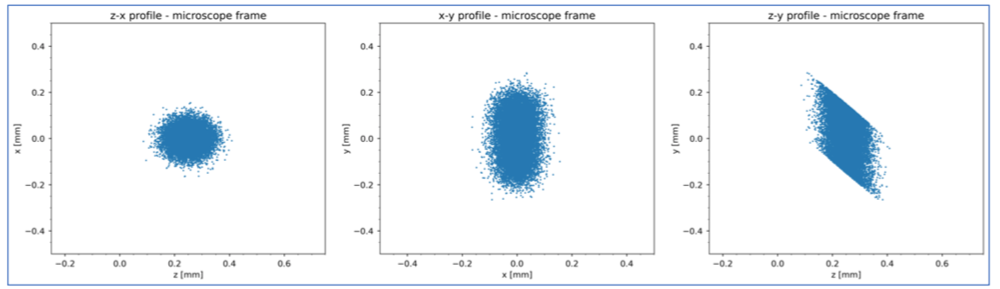 z-x profile - microscope frame
0.4
0.2
0.0
−0.2
−0.4
x [mm]
−0.2 0.0 0.2 0.4 0.6
z [mm]
x-y profile - microscope frame
0.4
0.2
0.0
−0.2
−0.4
y [mm]
−0.4 −0.2 0.0 0.2 0.4
x [mm]
z-y profile - microscope frame
0.4
0.2
0.0
−0.2
−0.4
y [mm]
−0.2 0.0 0.2 0.4 0.6
z [mm]